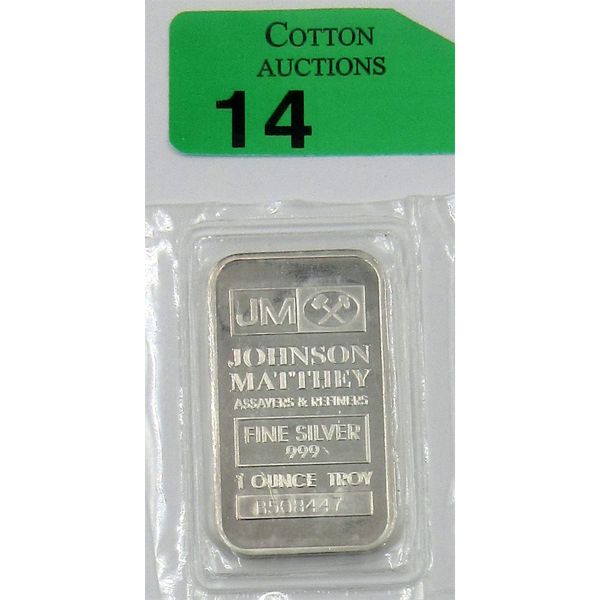 COTTON
AUCTIONS
14
JM
JOHNSON
MATTHEY
ASSAYERS & REFINERS
FINE SILVER
999
1 OUNCE TROY
B508447